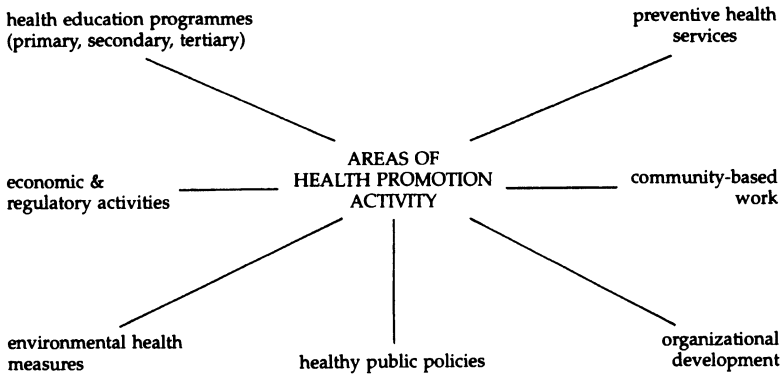 health education programmes
(primary, secondary, tertiary)
preventive health
services
AREAS OF
HEALTH PROMOTION
ACTIVITY
economic &
regulatory activities
community-based
work
environmental health
measures
healthy public policies
organizational
development